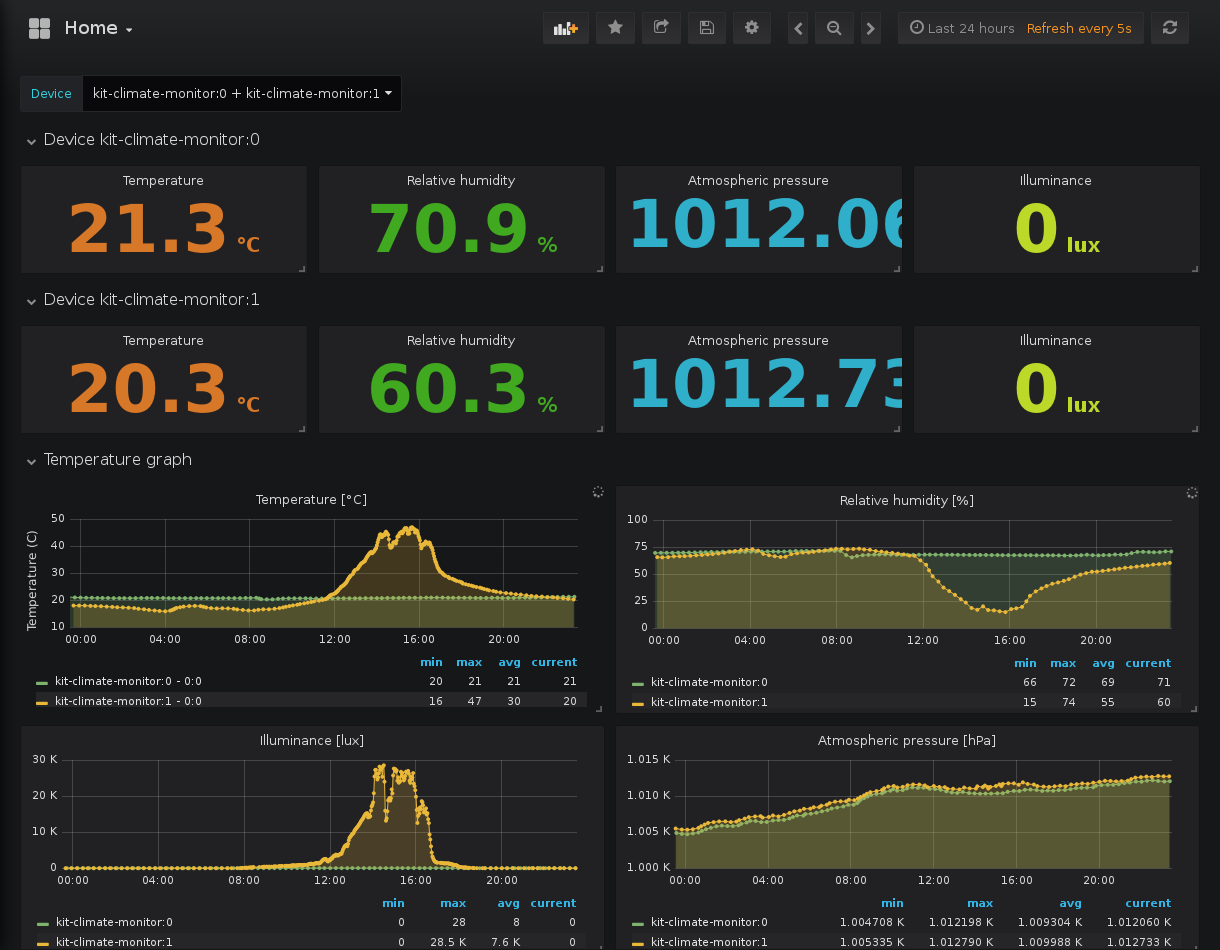 Home
Last 24 hours Refresh every 5s
Device kit-climate-monitor:0 + kit-climate-monitor:1
Device kit-climate-monitor:0
Temperature Relative humidity Atmospheric pressure Illuminance
21.3 °C 70.9 % 1012.06 0 lux
Device kit-climate-monitor:1
Temperature Relative humidity Atmospheric pressure Illuminance
20.3 °C 60.3 % 1012.73 0 lux
Temperature graph
Temperature [°C]
Temperature (C)
50
40
30
20
10
00:00 04:00 08:00 12:00 16:00 20:00
min max avg current
kit-climate-monitor:0 - 0:0 20 21 21 21
kit-climate-monitor:1 - 0:0 16 47 30 20
Relative humidity [%]
100
75
50
25
0
00:00 04:00 08:00 12:00 16:00 20:00
min max avg current
kit-climate-monitor:0 66 72 69 71
kit-climate-monitor:1 15 74 55 60
Illuminance [lux]
30 K
20 K
10 K
0
00:00 04:00 08:00 12:00 16:00 20:00
min max avg current
kit-climate-monitor:0 0 28 8 0
kit-climate-monitor:1 0 28.5 K 7.6 K 0
Atmospheric pressure [hPa]
1.015 K
1.010 K
1.005 K
1.000 K
00:00 04:00 08:00 12:00 16:00 20:00
min max avg current
kit-climate-monitor:0 1.004708 K 1.012198 K 1.009304 K 1.012060 K
kit-climate-monitor:1 1.005335 K 1.012790 K 1.009988 K 1.012733 K